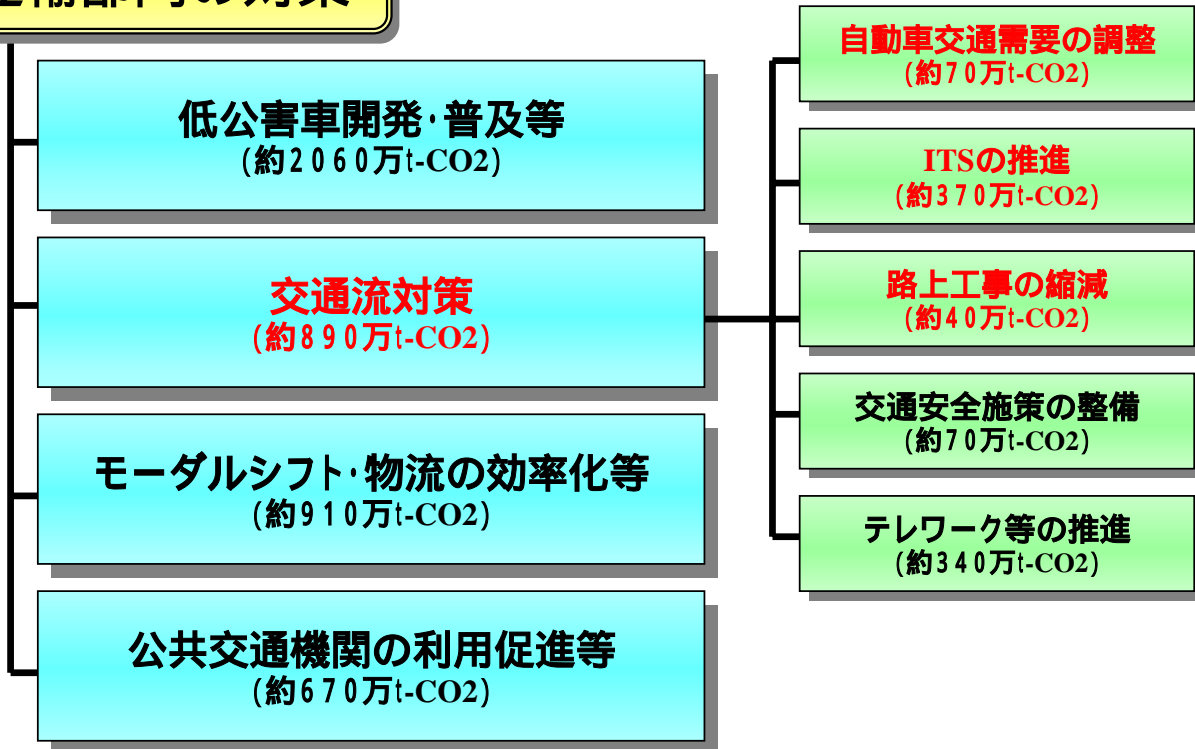 低公害車開発･普及等
(約２０６０万t-CO2)
交通流対策
(約８９０万t-CO2)
モーダルシフト･物流の効率化等
(約９１０万t-CO2)
公共交通機関の利用促進等
(約６７０万t-CO2)
自動車交通需要の調整
(約７０万t-CO2)
ITSの推進
(約３７０万t-CO2)
路上工事の縮減
(約４０万t-CO2)
交通安全施策の整備
(約７０万t-CO2)
テレワーク等の推進
(約３４０万t-CO2)